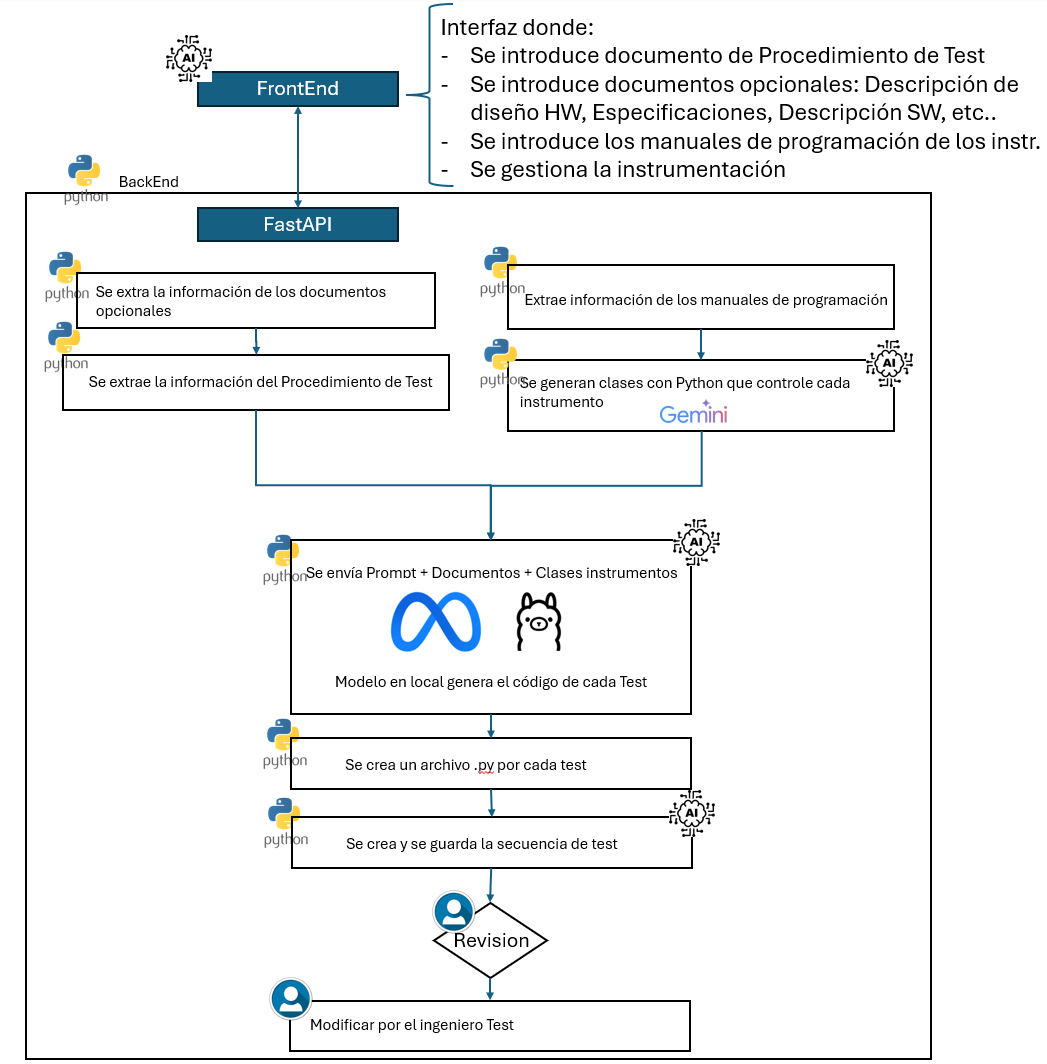 Interfaz donde:
- Se introduce documento de Procedimiento de Test
- Se introduce documentos opcionales: Descripción de
diseño HW, Especificaciones, Descripción SW, etc..
- Se introduce los manuales de programación de los instr.
- Se gestiona la instrumentación
AI
FrontEnd
python
BackEnd
FastAPI
python
Se extra la información de los documentos
opcionales
python
Extrae información de los manuales de programación
python
Se extrae la información del Procedimiento de Test
python
AI
Se generan clases con Python que controle cada
instrumento
Gemini
python
AI
Se envía Prompt + Documentos + Clases instrumentos
Modelo en local genera el código de cada Test
python
Se crea un archivo .py por cada test
python
AI
Se crea y se guarda la secuencia de test
Revision
Modificar por el ingeniero Test